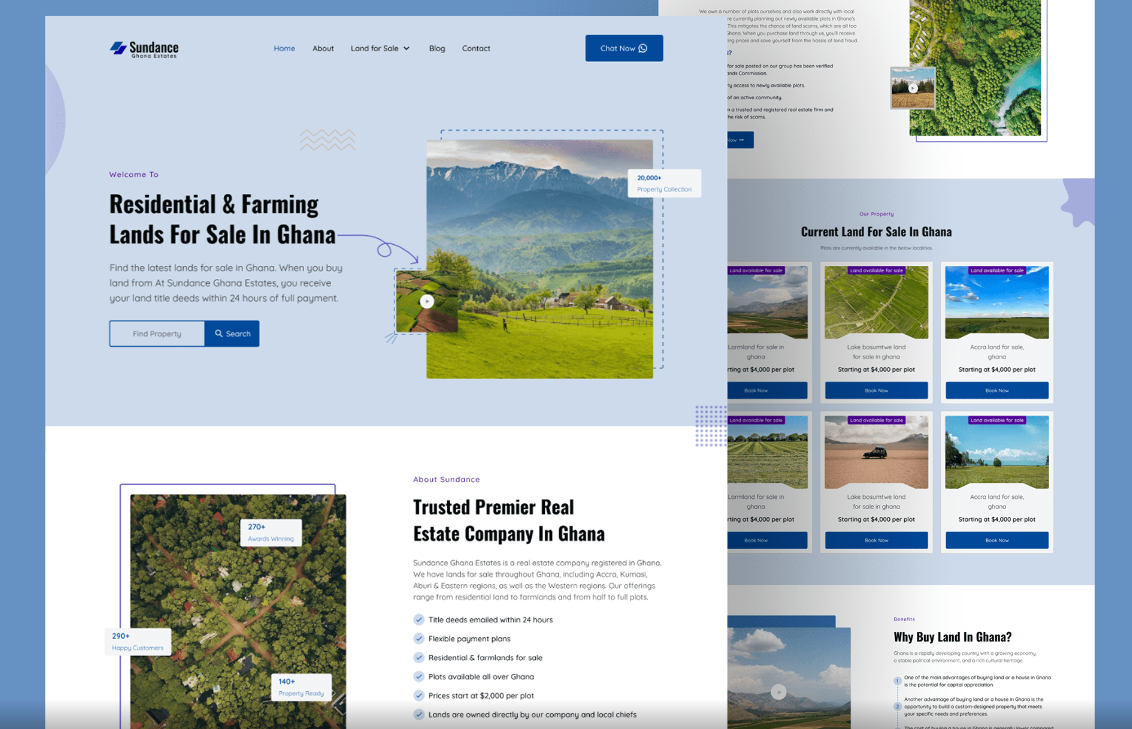 Sundance
Ghana Estates
Home
About
Land for Sale
Blog
Contact
Chat Now
Welcome To
Residential & Farming
Lands For Sale In Ghana
Find the latest lands for sale in Ghana. When you buy
land from At Sundance Ghana Estates, you receive
your land title deeds within 24 hours of full payment.
Find Property
Search
20,000+
Property Collection
About Sundance
Trusted Premier Real
Estate Company In Ghana
Sundance Ghana Estates is a real estate company registered in Ghana.
We have lands for sale throughout Ghana, including Accra, Kumasi,
Aburi & Eastern regions, as well as the Western regions. Our offerings
range from residential land to farmlands and from half to full plots.
Title deeds emailed within 24 hours
Flexible payment plans
Residential & farmlands for sale
Plots available all over Ghana
Prices start at $2,000 per plot
Lands are owned directly by our company and local chiefs
270+
Awards Winning
290+
Happy Customers
140+
Property Ready
We own a number of plots ourselves and also work directly with local
re currently planning out newly available plots in Ghana's
This mitigates the chance of land scams, which are all too
Ghana. When you purchase land through us, you'll receive
ing prices and save yourself from the hassle of land fraud.
for sale posted on our group has been verified
ands Commission.
y access to newly available plots.
of an active community.
n a trusted and registered real estate firm and
he risk of scams.
Now
Our Property
Current Land For Sale In Ghana
Plots are currently available in the below localities.
Land available for sale
Larmland for sale in
ghana
Starting at $4,000 per plot
Book Now
Land available for sale
Lake bosumtwe land
for sale in ghana
Starting at $4,000 per plot
Book Now
Land available for sale
Accra land for sale,
ghana
Starting at $4,000 per plot
Book Now
Land available for sale
Larmland for sale in
ghana
rting at $4,000 per plot
Book Now
Land available for sale
Lake bosumtwe land
for sale in ghana
Starting at $4,000 per plot
Book Now
Land available for sale
Accra land for sale,
ghana
Starting at $4,000 per plot
Book Now
Benefits
Why Buy Land In Ghana?
Ghana is a rapidly developing country with a growing economy,
a stable political environment, and a rich cultural heritage.
1
One of the main advantages of buying land or a house in Ghana
is the potential for capital appreciation.
2
Another advantage of buying land or a house in Ghana is the
opportunity to build a custom-designed property that meets
your specific needs and preferences.
The cost of buying a house in Ghana is generally lower compared